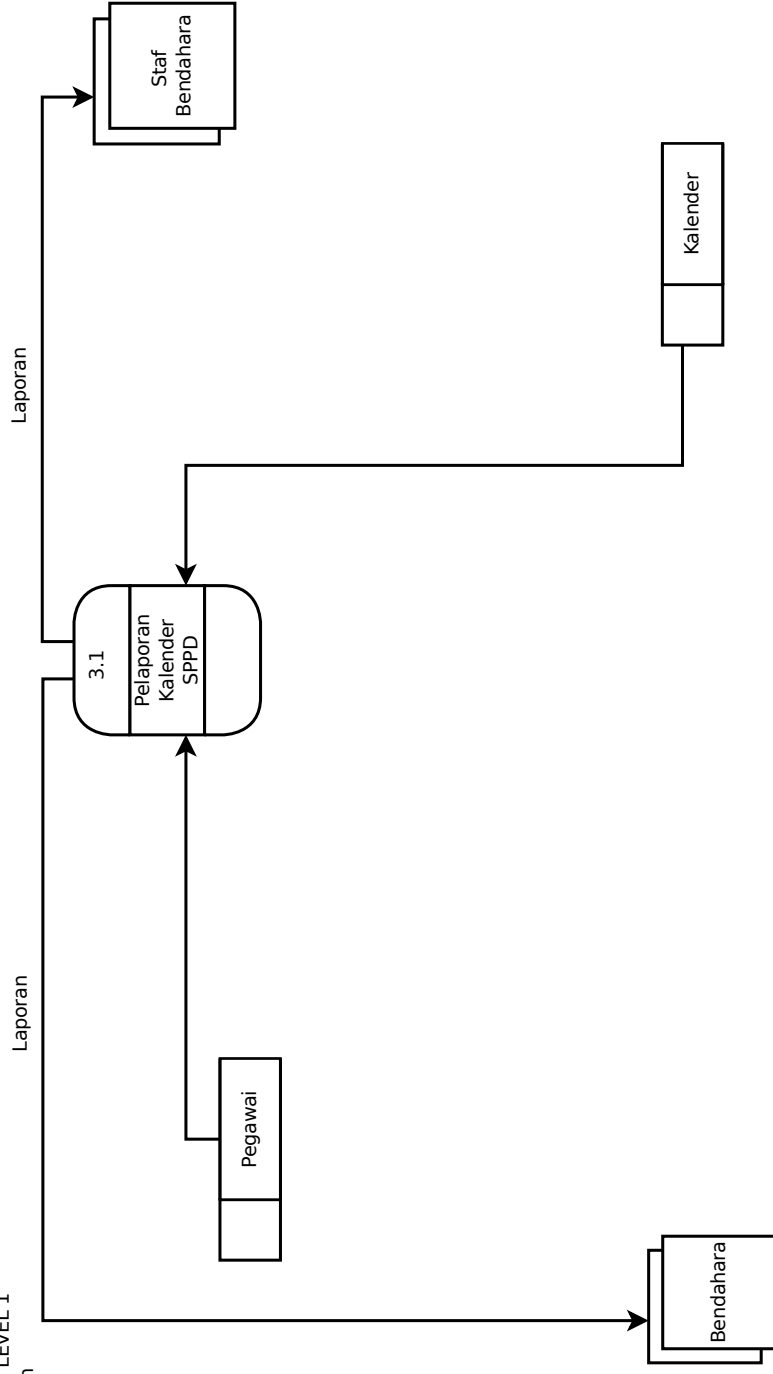 LEVEL 1
Laporan
Laporan
3.1
Pelaporan
Kalender
SPPD
Staf
Bendahara
Pegawai
Kalender
Bendahara